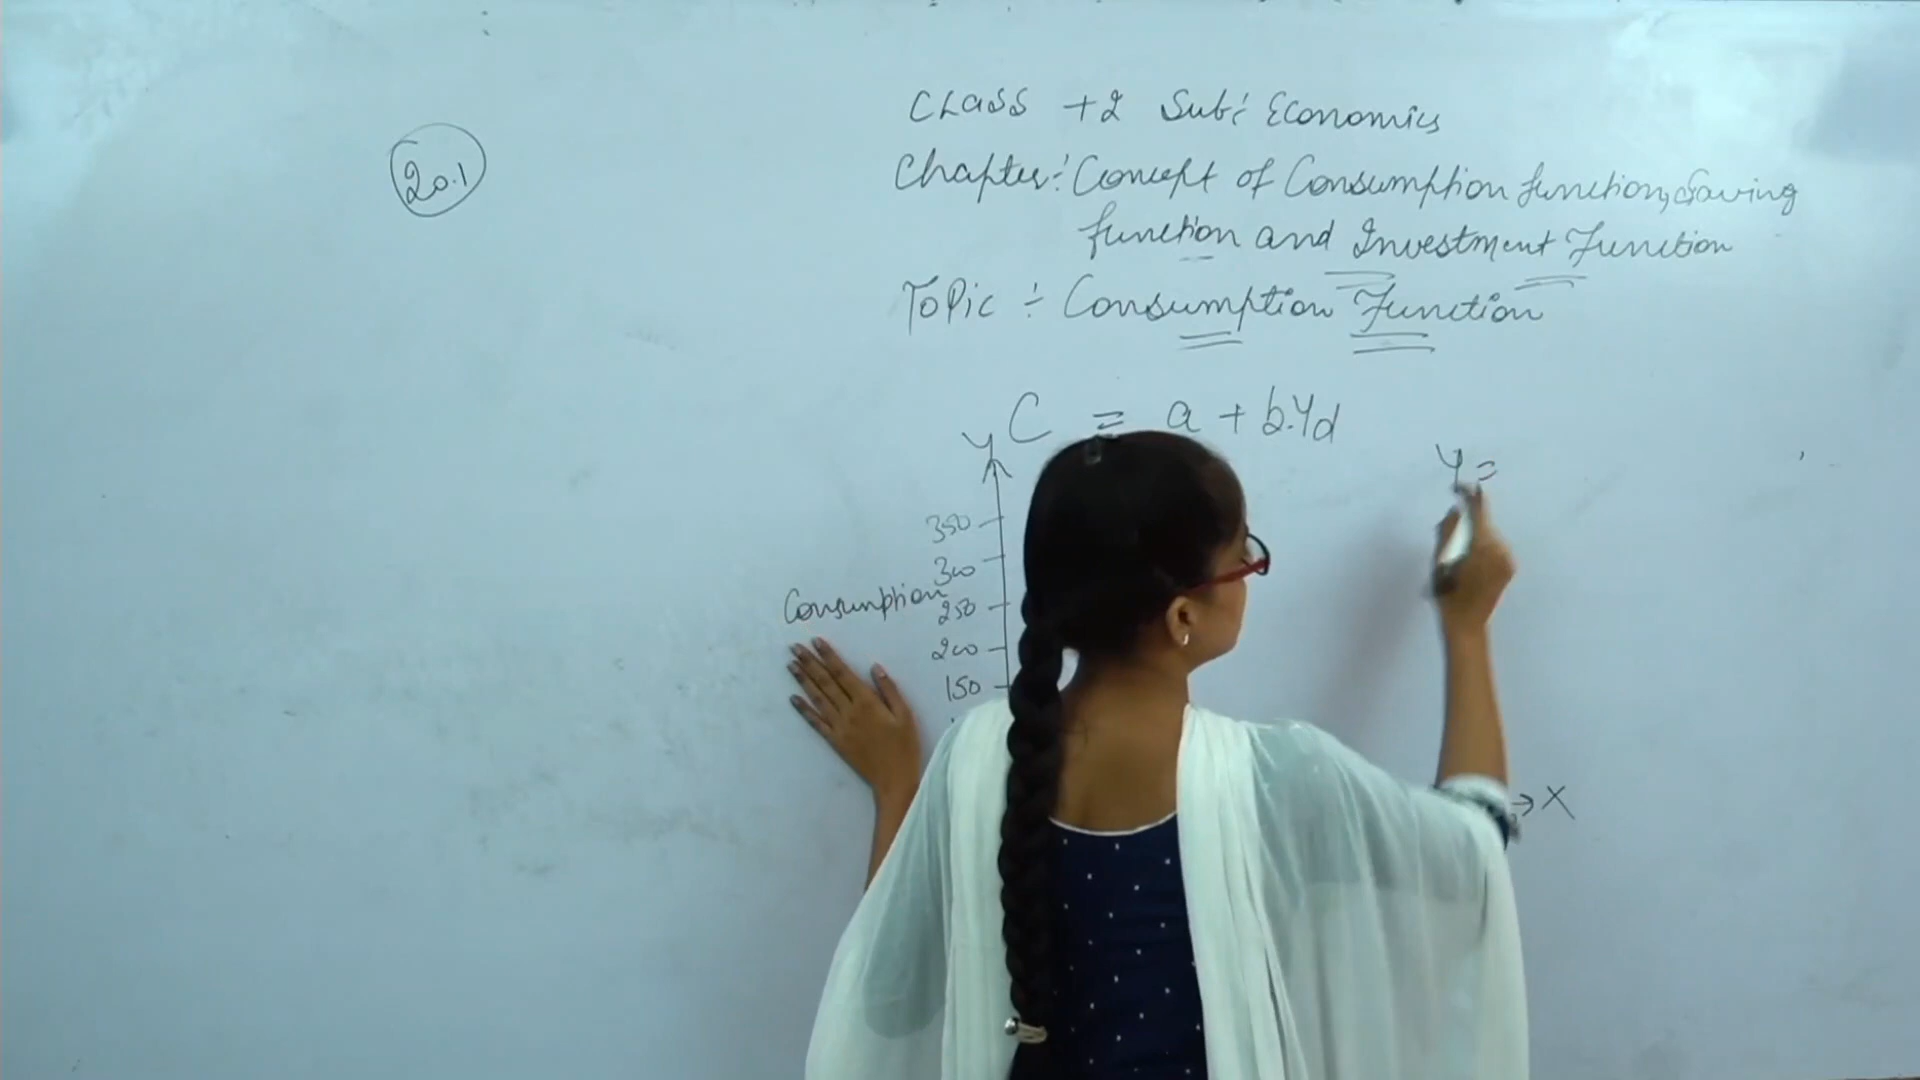 20.1
Class +2 Sub: Economics
Chapter: Concept of Consumption function, Saving
function and Investment Function
Topic : Consumption Function
C = a + b.Yd
Y
Y =
350
300
Consumption
250
200
150
X